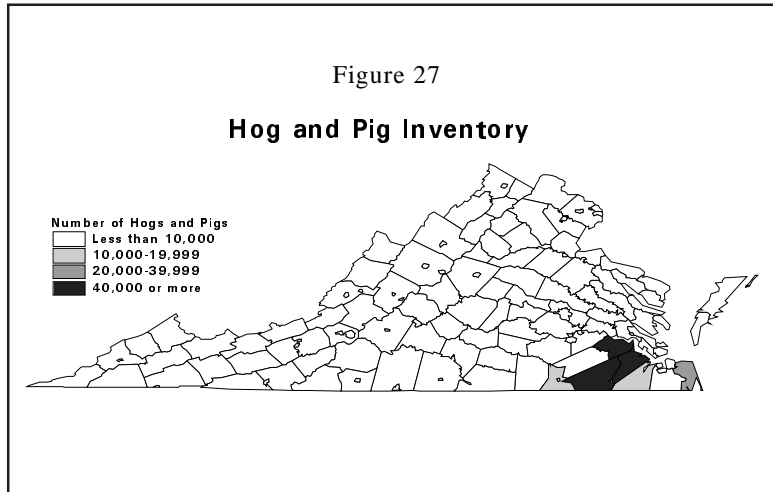 Figure 27
Hog and Pig Inventory
Number of Hogs and Pigs
Less than 10,000
10,000-19,999
20,000-39,999
40,000 or more